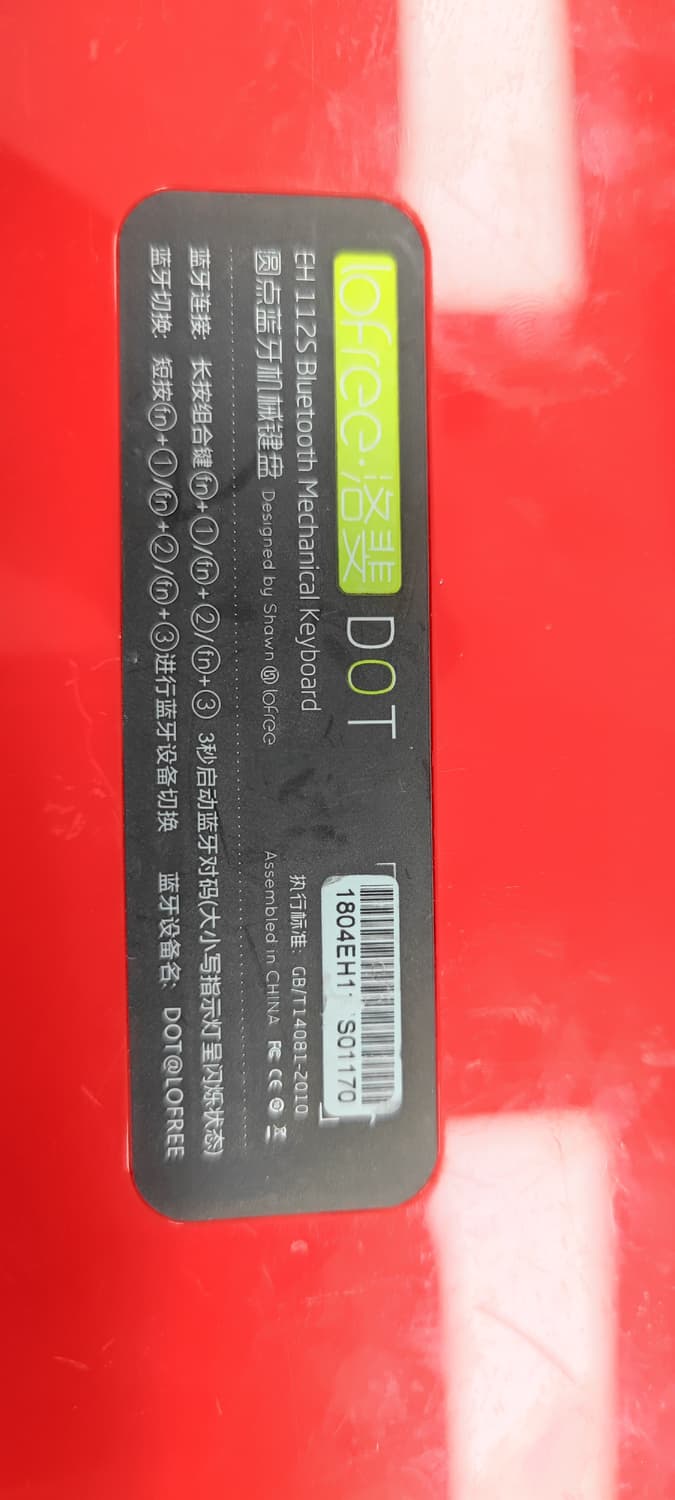 lofree·洛斐 DOT
EH 112S Bluetooth Mechanical Keyboard
圆点蓝牙机械键盘 Designed by Shawn lofree
1804EH1 S01170
执行标准: GB/T14081-2010
Assembled in CHINA FC CE
蓝牙连接: 长按组合键fn+①/fn+②/fn+③ 3秒启动蓝牙对码(大小写指示灯呈闪烁状态)
蓝牙切换: 短按fn+①/fn+②/fn+③进行蓝牙设备切换 蓝牙设备名: DOT@LOFREE